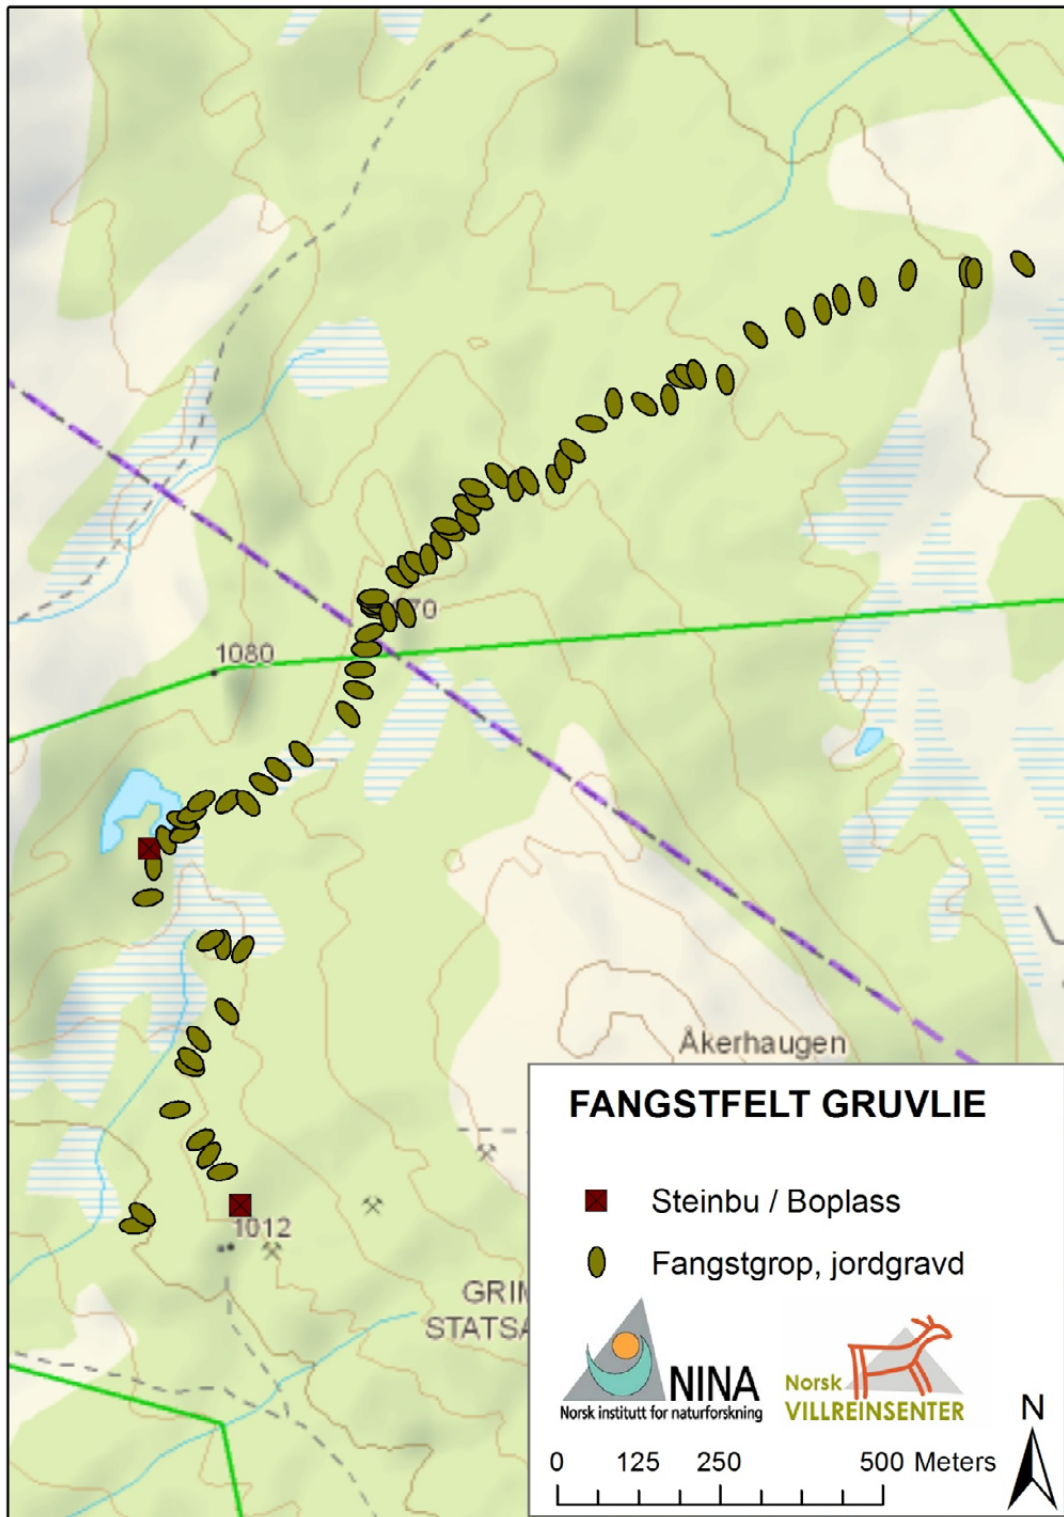 70
1080
Åkerhaugen
1012
GRIM
STATSA
FANGSTFELT GRUVLIE
Steinbu / Boplass
Fangstgrop, jordgravd
NINA
Norsk institutt for naturforskning
Norsk
VILLREINSENTER
N
0 125 250 500 Meters